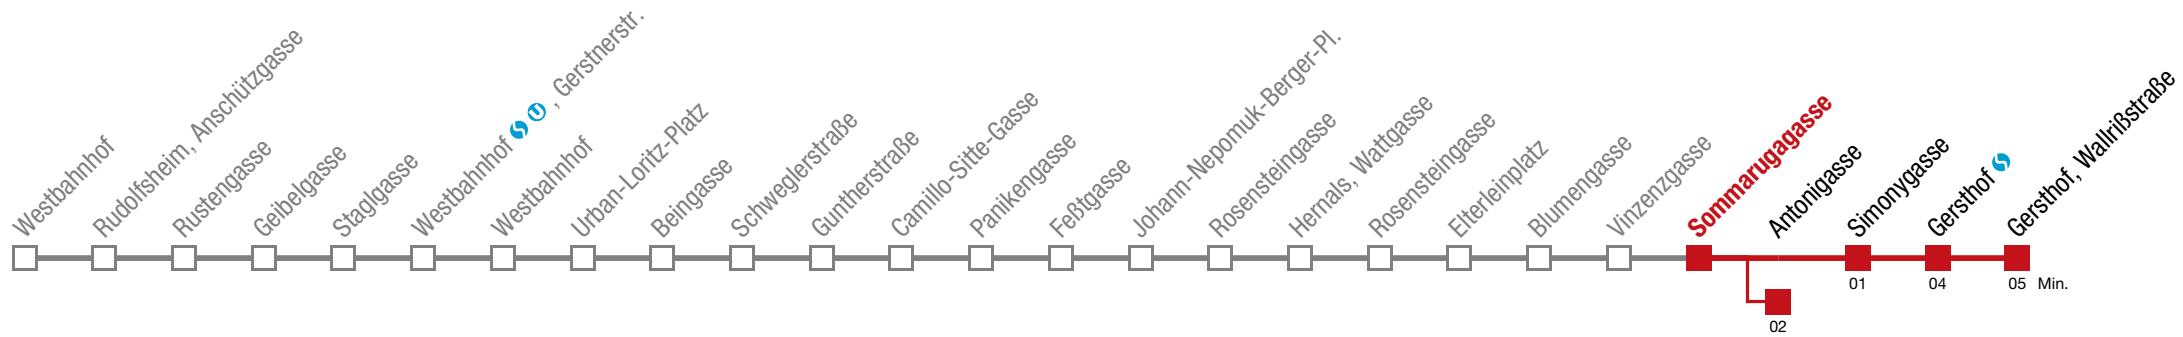 Westbahnhof
Rudolfsheim, Anschützgasse
Rustengasse
Geibelgasse
Staglgasse
Westbahnhof S U , Gerstnerstr.
Westbahnhof
Urban-Loritz-Platz
Beingasse
Schweglerstraße
Guntherstraße
Camillo-Sitte-Gasse
Panikengasse
Feßtgasse
Johann-Nepomuk-Berger-Pl.
Rosensteingasse
Hernals, Wattgasse
Rosensteingasse
Elterleinplatz
Blumengasse
Vinzenzgasse
Sommarugagasse
Antonigasse
Simonygasse
Gersthof S
Gersthof, Wallrißstraße
01 04 05 Min.
02